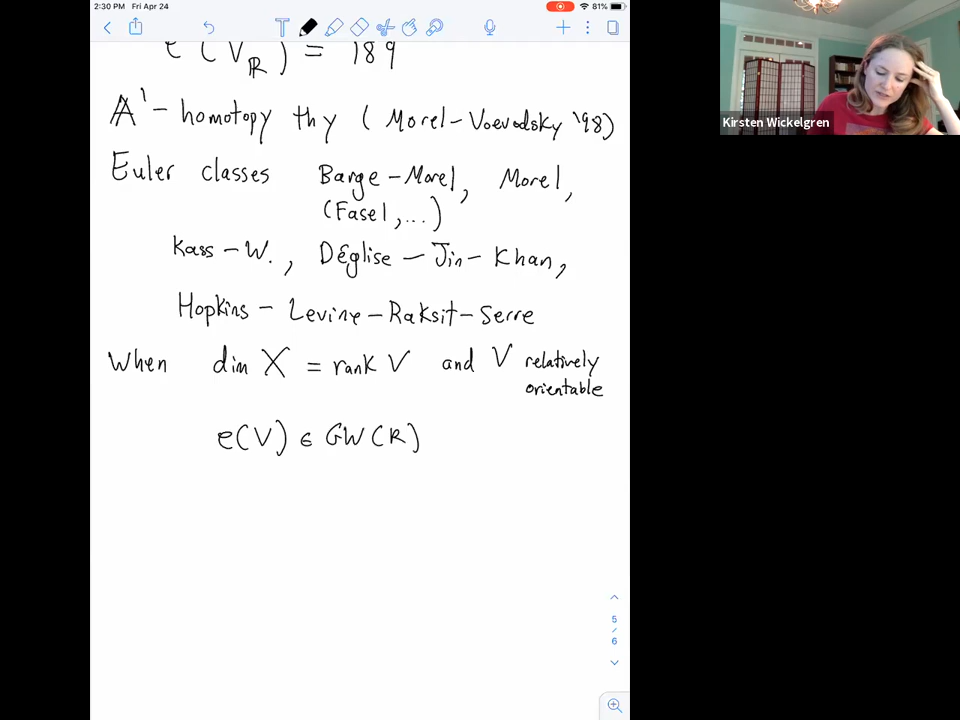 2:30 PM Fri Apr 24
81%
e(V_R) = 189
A¹-homotopy thy (Morel-Voevodsky '98)
Euler classes Barge-Morel, Morel,
(Fasel,...)
Kass-W., Déglise-Jin-Khan,
Hopkins-Levine-Raksit-Serre
When dim X = rank V and V relatively
orientable
e(V) ∈ GW(R)
5
/
6
Kirsten Wickelgren